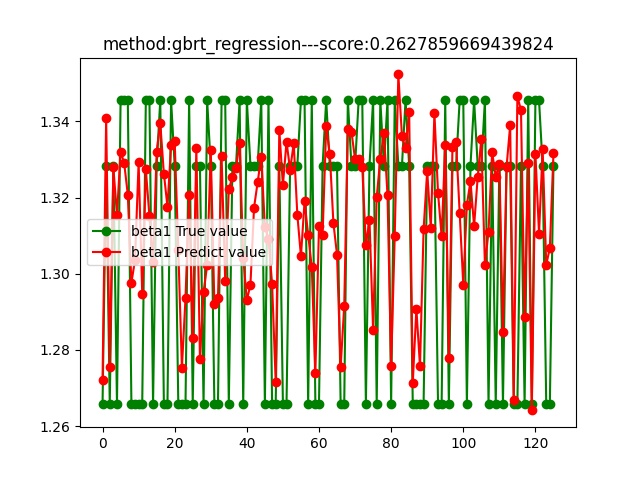 method:gbrt_regression---score:0.2627859669439824
1.34
1.32
1.30
1.28
1.26
beta1 True value
beta1 Predict value
0 20 40 60 80 100 120